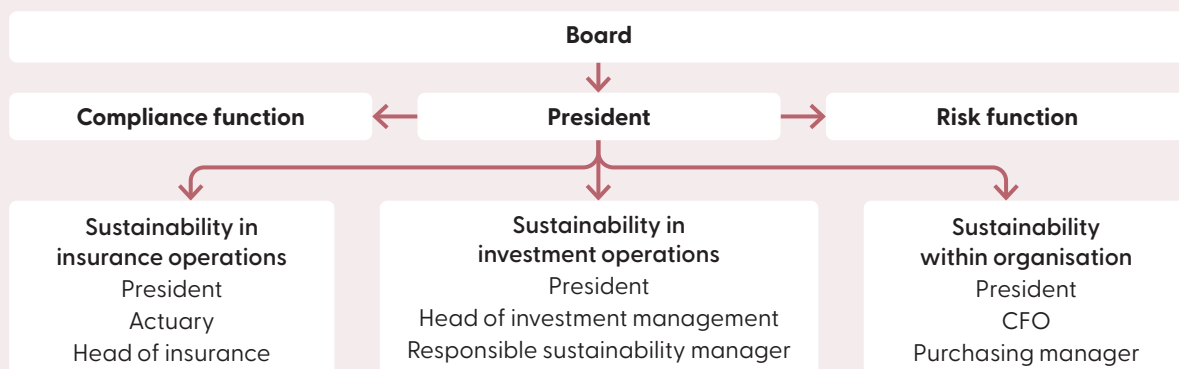 Board
Compliance function
President
Risk function
Sustainability in
insurance operations
President
Actuary
Head of insurance
Sustainability in
investment operations
President
Head of investment management
Responsible sustainability manager
Sustainability
within organisation
President
CFO
Purchasing manager